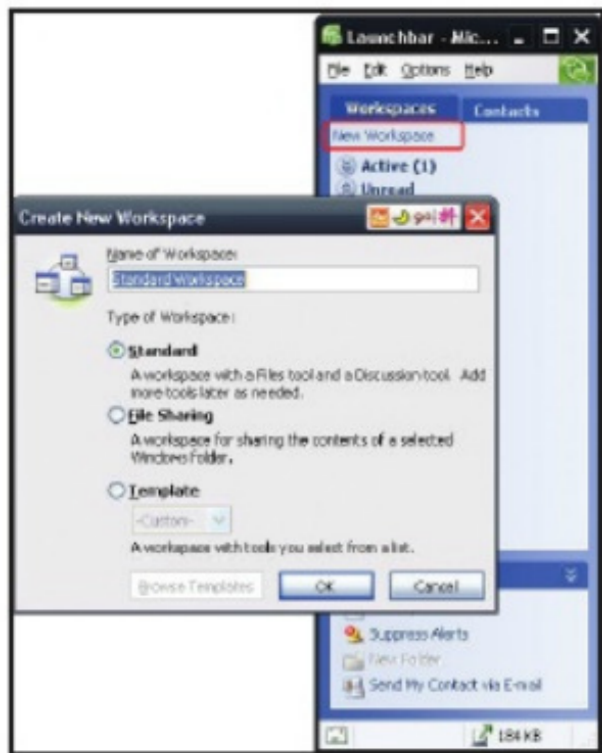 Launchbar - Mic...
File Edit Options Help
Workspaces Contacts
New Workspace
Active (1)
Unread
Create New Workspace
Name of Workspace:
Standard Workspace
Type of Workspace:
Standard
A workspace with a Files tool and a Discussion tool. Add
more tools later as needed.
File Sharing
A workspace for sharing the contents of a selected
Windows folder.
Template
-Custom-
A workspace with tools you select from a list.
Browse Templates OK Cancel
Suppress Alerts
New Folder
Send My Contact via E-mail
184 KB